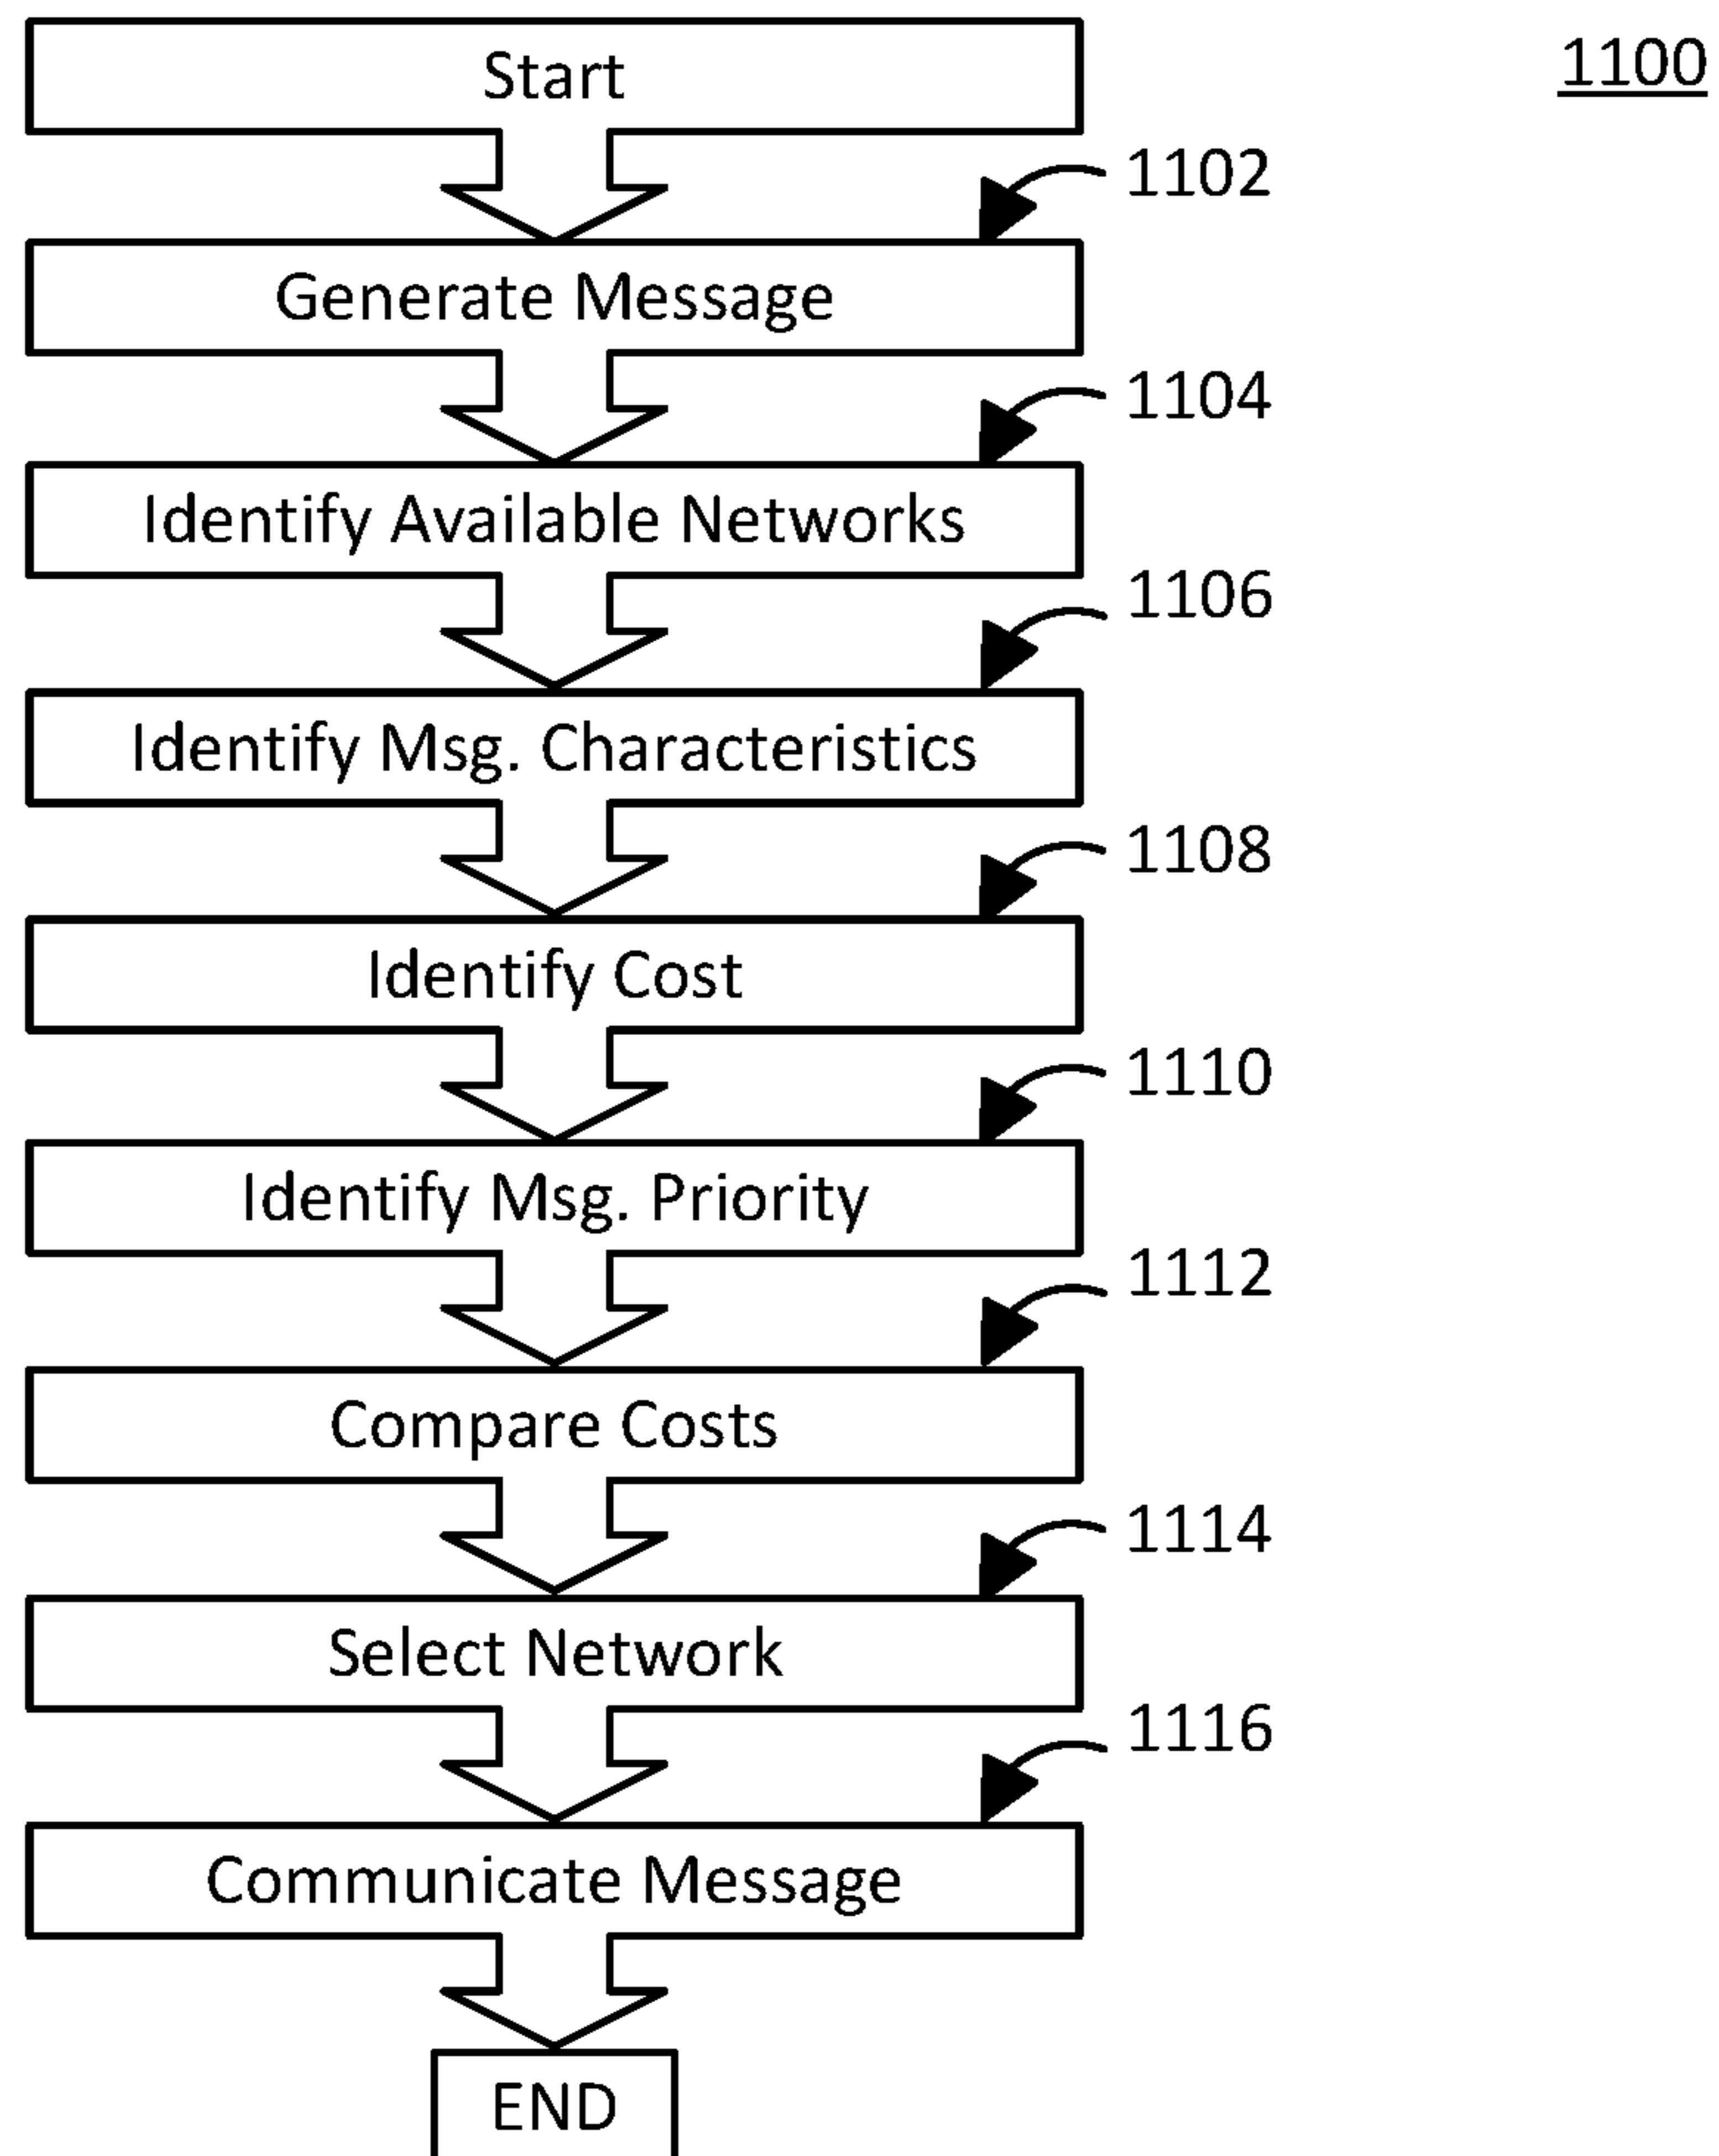 Start
1100
1102
Generate Message
1104
Identify Available Networks
1106
Identify Msg. Characteristics
1108
Identify Cost
1110
Identify Msg. Priority
1112
Compare Costs
1114
Select Network
1116
Communicate Message
END